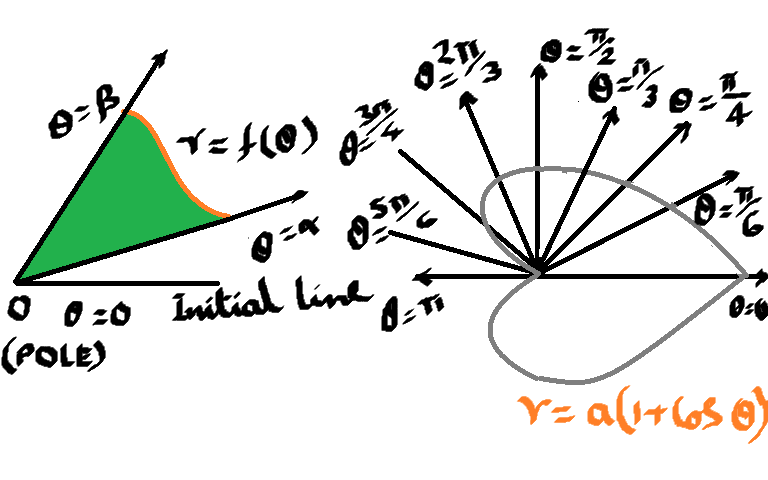 θ=β
r=f(θ)
θ=α
O θ=0 Initial line
(POLE)
θ=2π/3
θ=π/2
θ=π/3
θ=π/4
θ=3π/4
θ=5π/6
θ=π/6
θ=π
θ=0
r=a(1+Cos θ)